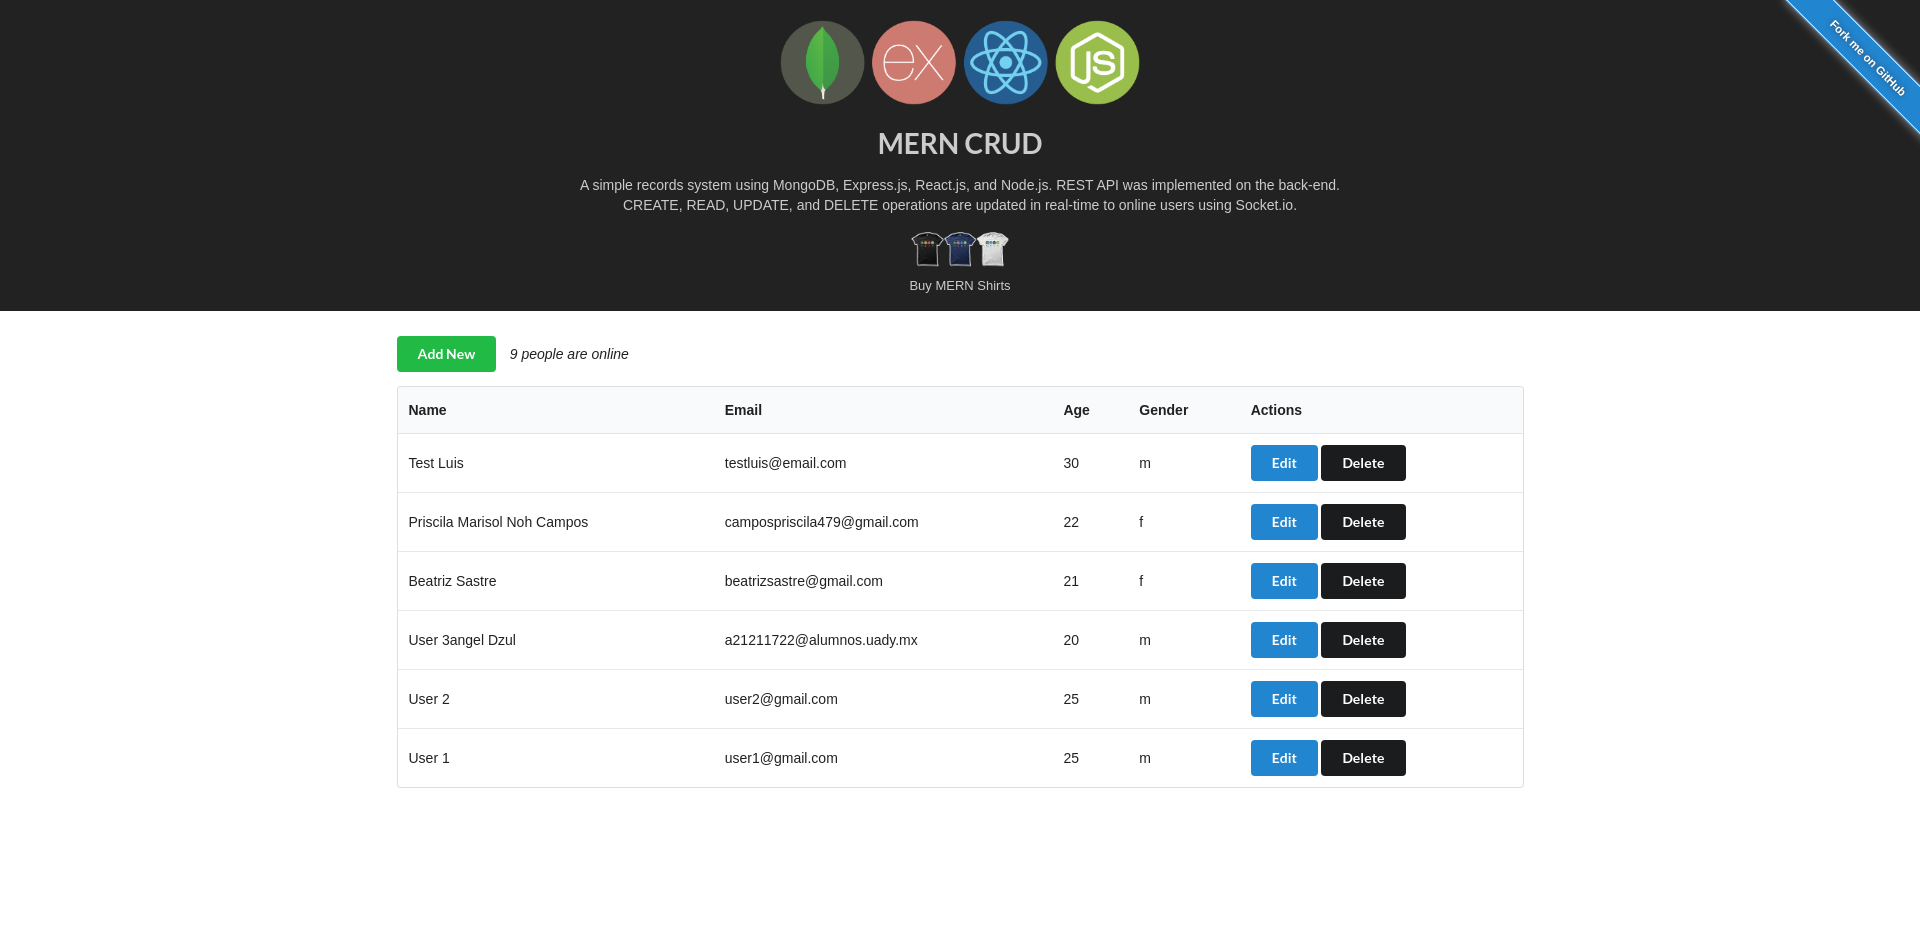 ex
JS
Fork me on GitHub
MERN CRUD
A simple records system using MongoDB, Express.js, React.js, and Node.js. REST API was implemented on the back-end.
CREATE, READ, UPDATE, and DELETE operations are updated in real-time to online users using Socket.io.
Buy MERN Shirts
Add New 9 people are online
Name Email Age Gender Actions
Test Luis testluis@email.com 30 m Edit Delete
Priscila Marisol Noh Campos campospriscila479@gmail.com 22 f Edit Delete
Beatriz Sastre beatrizsastre@gmail.com 21 f Edit Delete
User 3angel Dzul a21211722@alumnos.uady.mx 20 m Edit Delete
User 2 user2@gmail.com 25 m Edit Delete
User 1 user1@gmail.com 25 m Edit Delete